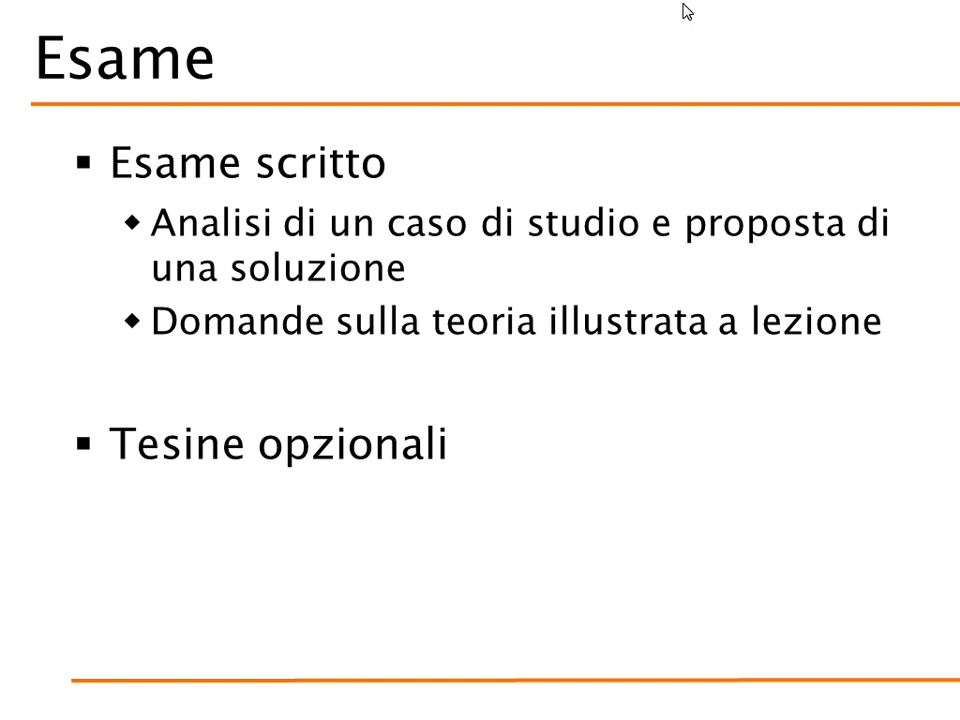 Esame
Esame scritto
Analisi di un caso di studio e proposta di
una soluzione
Domande sulla teoria illustrata a lezione
Tesine opzionali